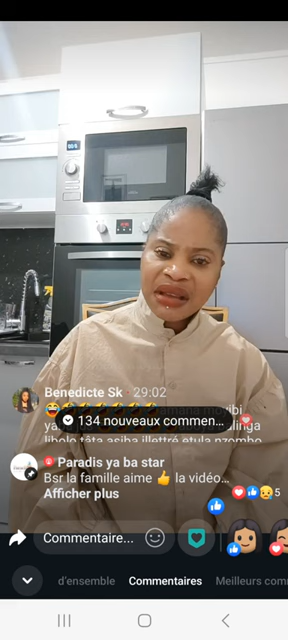 Benedicte Sk · 29:02
134 nouveaux commen...
libolo tâta asiba illettré etula nzombo
Paradis ya ba star
Bsr la famille aime 👍 la vidéo...
Afficher plus
5
Commentaire...
d'ensemble Commentaires Meilleurs com